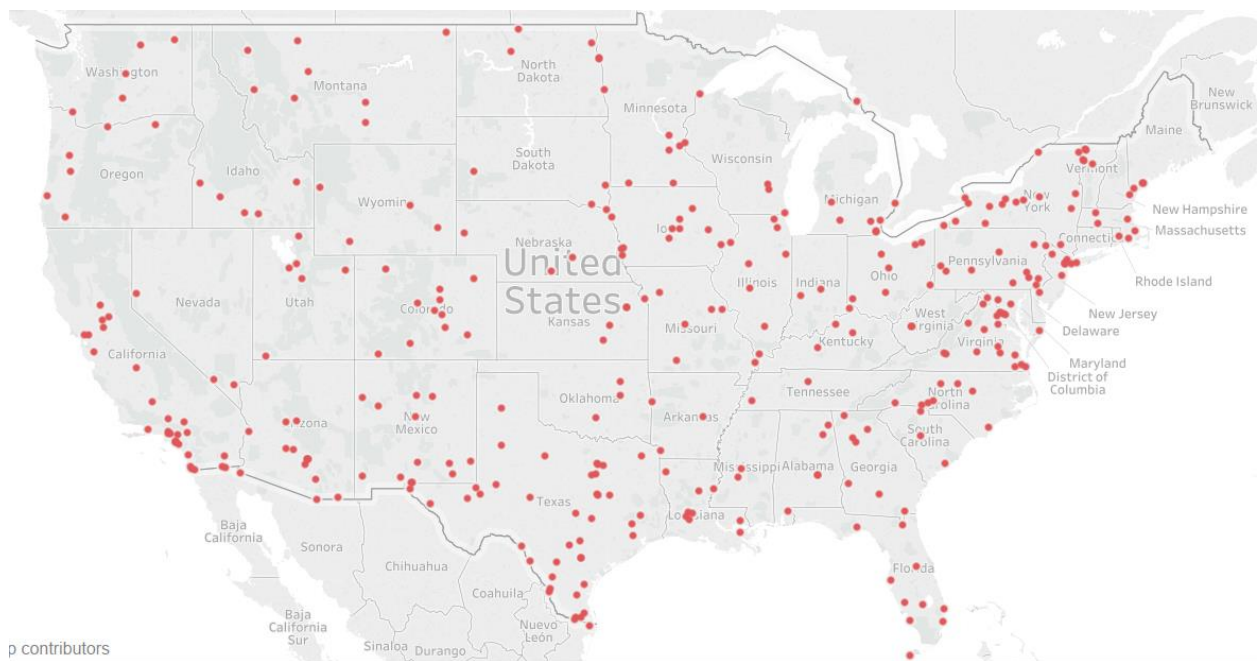 Washington
Montana
North
Dakota
Minnesota
New
Brunswick
Maine
Oregon
Idaho
South
Dakota
Wisconsin
Vermont
Wyoming
Michigan
New
York
New Hampshire
Massachusetts
Nebraska
United
States
Connecticut
Rhode Island
Nevada
Utah
Colorado
Kansas
Missouri
Illinois
Indiana
Ohio
Pennsylvania
New Jersey
Delaware
Maryland
District of
Columbia
California
West
Virginia
Virginia
Kentucky
Tennessee
North
Carolina
Arizona
New
Mexico
Oklahoma
Arkansas
South
Carolina
Mississippi
Alabama
Georgia
Texas
Louisiana
Baja
California
Sonora
Chihuahua
Coahuila
Florida
Baja
California
Sur
Sinaloa
Durango
Nuevo
León
p contributors